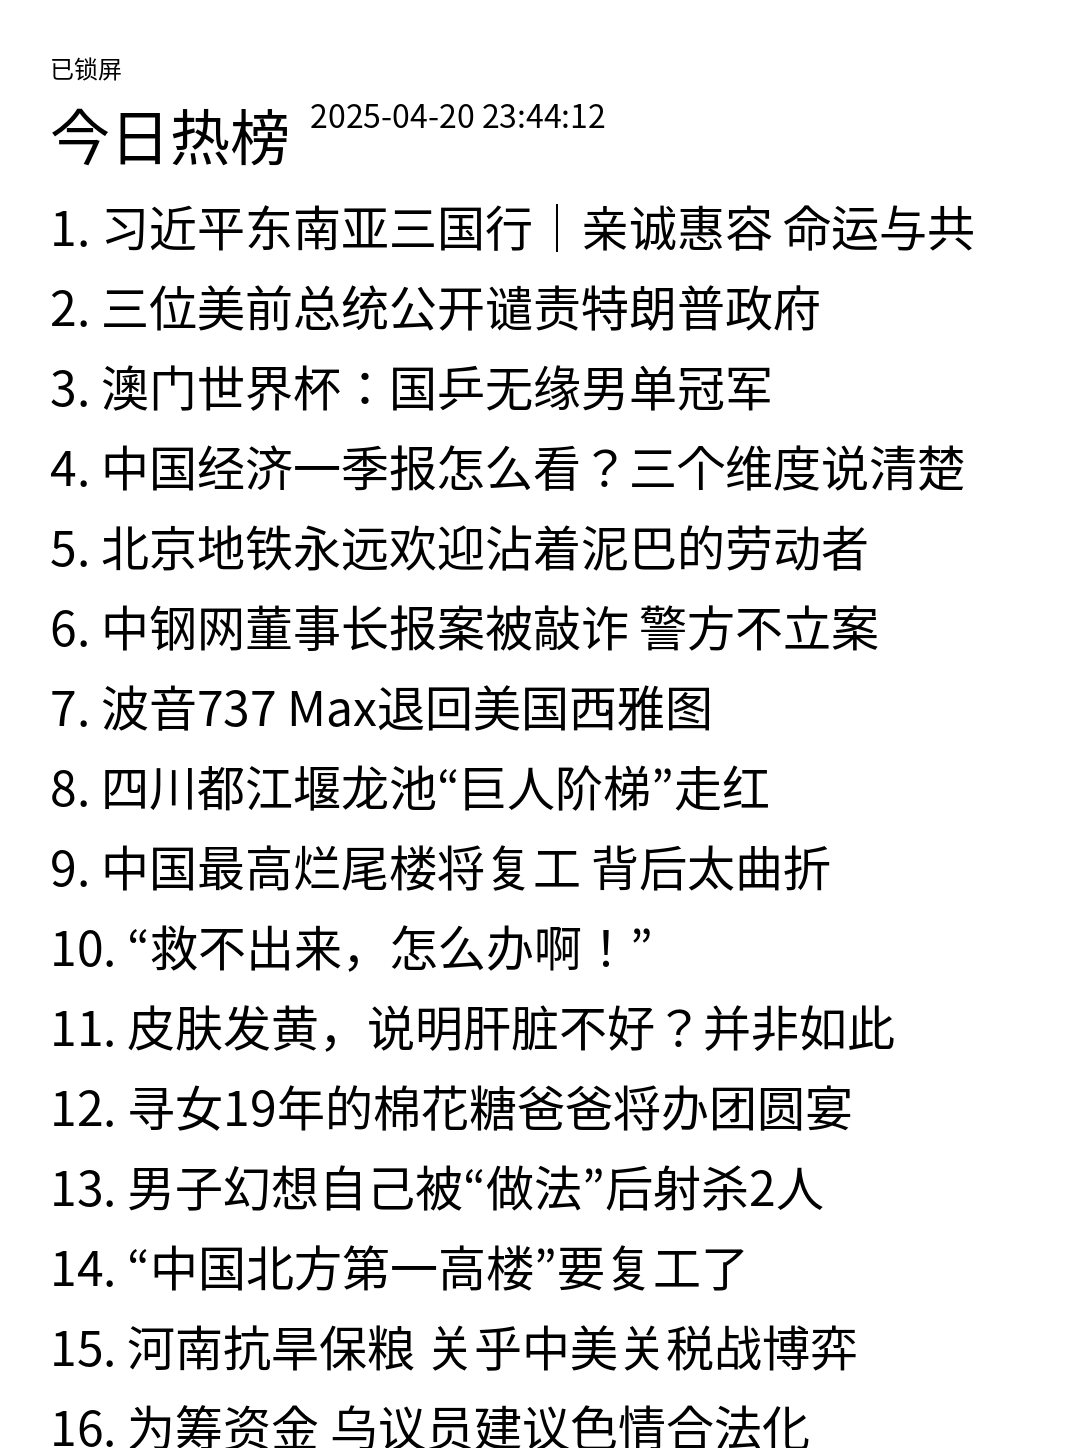 已锁屏
今日热榜 2025-04-20 23:44:12
1. 习近平东南亚三国行｜亲诚惠容 命运与共
2. 三位美前总统公开谴责特朗普政府
3. 澳门世界杯：国乒无缘男单冠军
4. 中国经济一季报怎么看？三个维度说清楚
5. 北京地铁永远欢迎沾着泥巴的劳动者
6. 中钢网董事长报案被敲诈 警方不立案
7. 波音737 Max退回美国西雅图
8. 四川都江堰龙池“巨人阶梯”走红
9. 中国最高烂尾楼将复工 背后太曲折
10. “救不出来，怎么办啊！”
11. 皮肤发黄，说明肝脏不好？并非如此
12. 寻女19年的棉花糖爸爸将办团圆宴
13. 男子幻想自己被“做法”后射杀2人
14. “中国北方第一高楼”要复工了
15. 河南抗旱保粮 关乎中美关税战博弈
16. 为筹资金 乌议员建议色情合法化